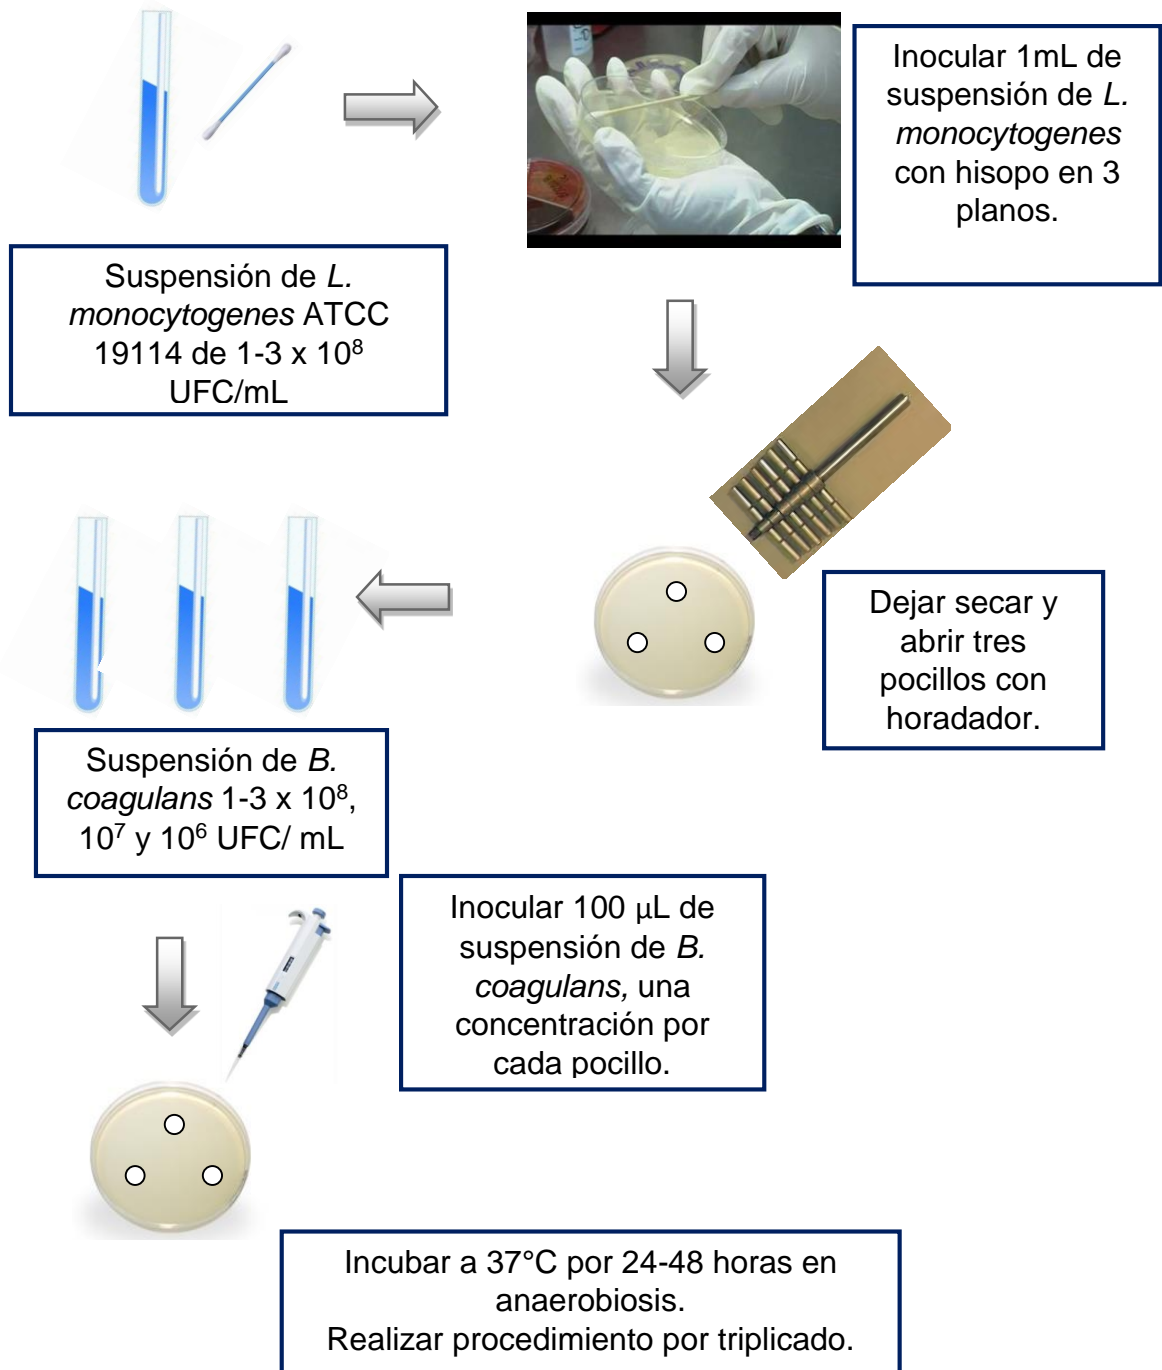 Suspensión de L.
monocytogenes ATCC
19114 de 1-3 x 10⁸
UFC/mL
Inocular 1mL de
suspensión de L.
monocytogenes
con hisopo en 3
planos.
Dejar secar y
abrir tres
pocillos con
horadador.
Suspensión de B.
coagulans 1-3 x 10⁸,
10⁷ y 10⁶ UFC/ mL
Inocular 100 µL de
suspensión de B.
coagulans, una
concentración por
cada pocillo.
Incubar a 37°C por 24-48 horas en
anaerobiosis.
Realizar procedimiento por triplicado.